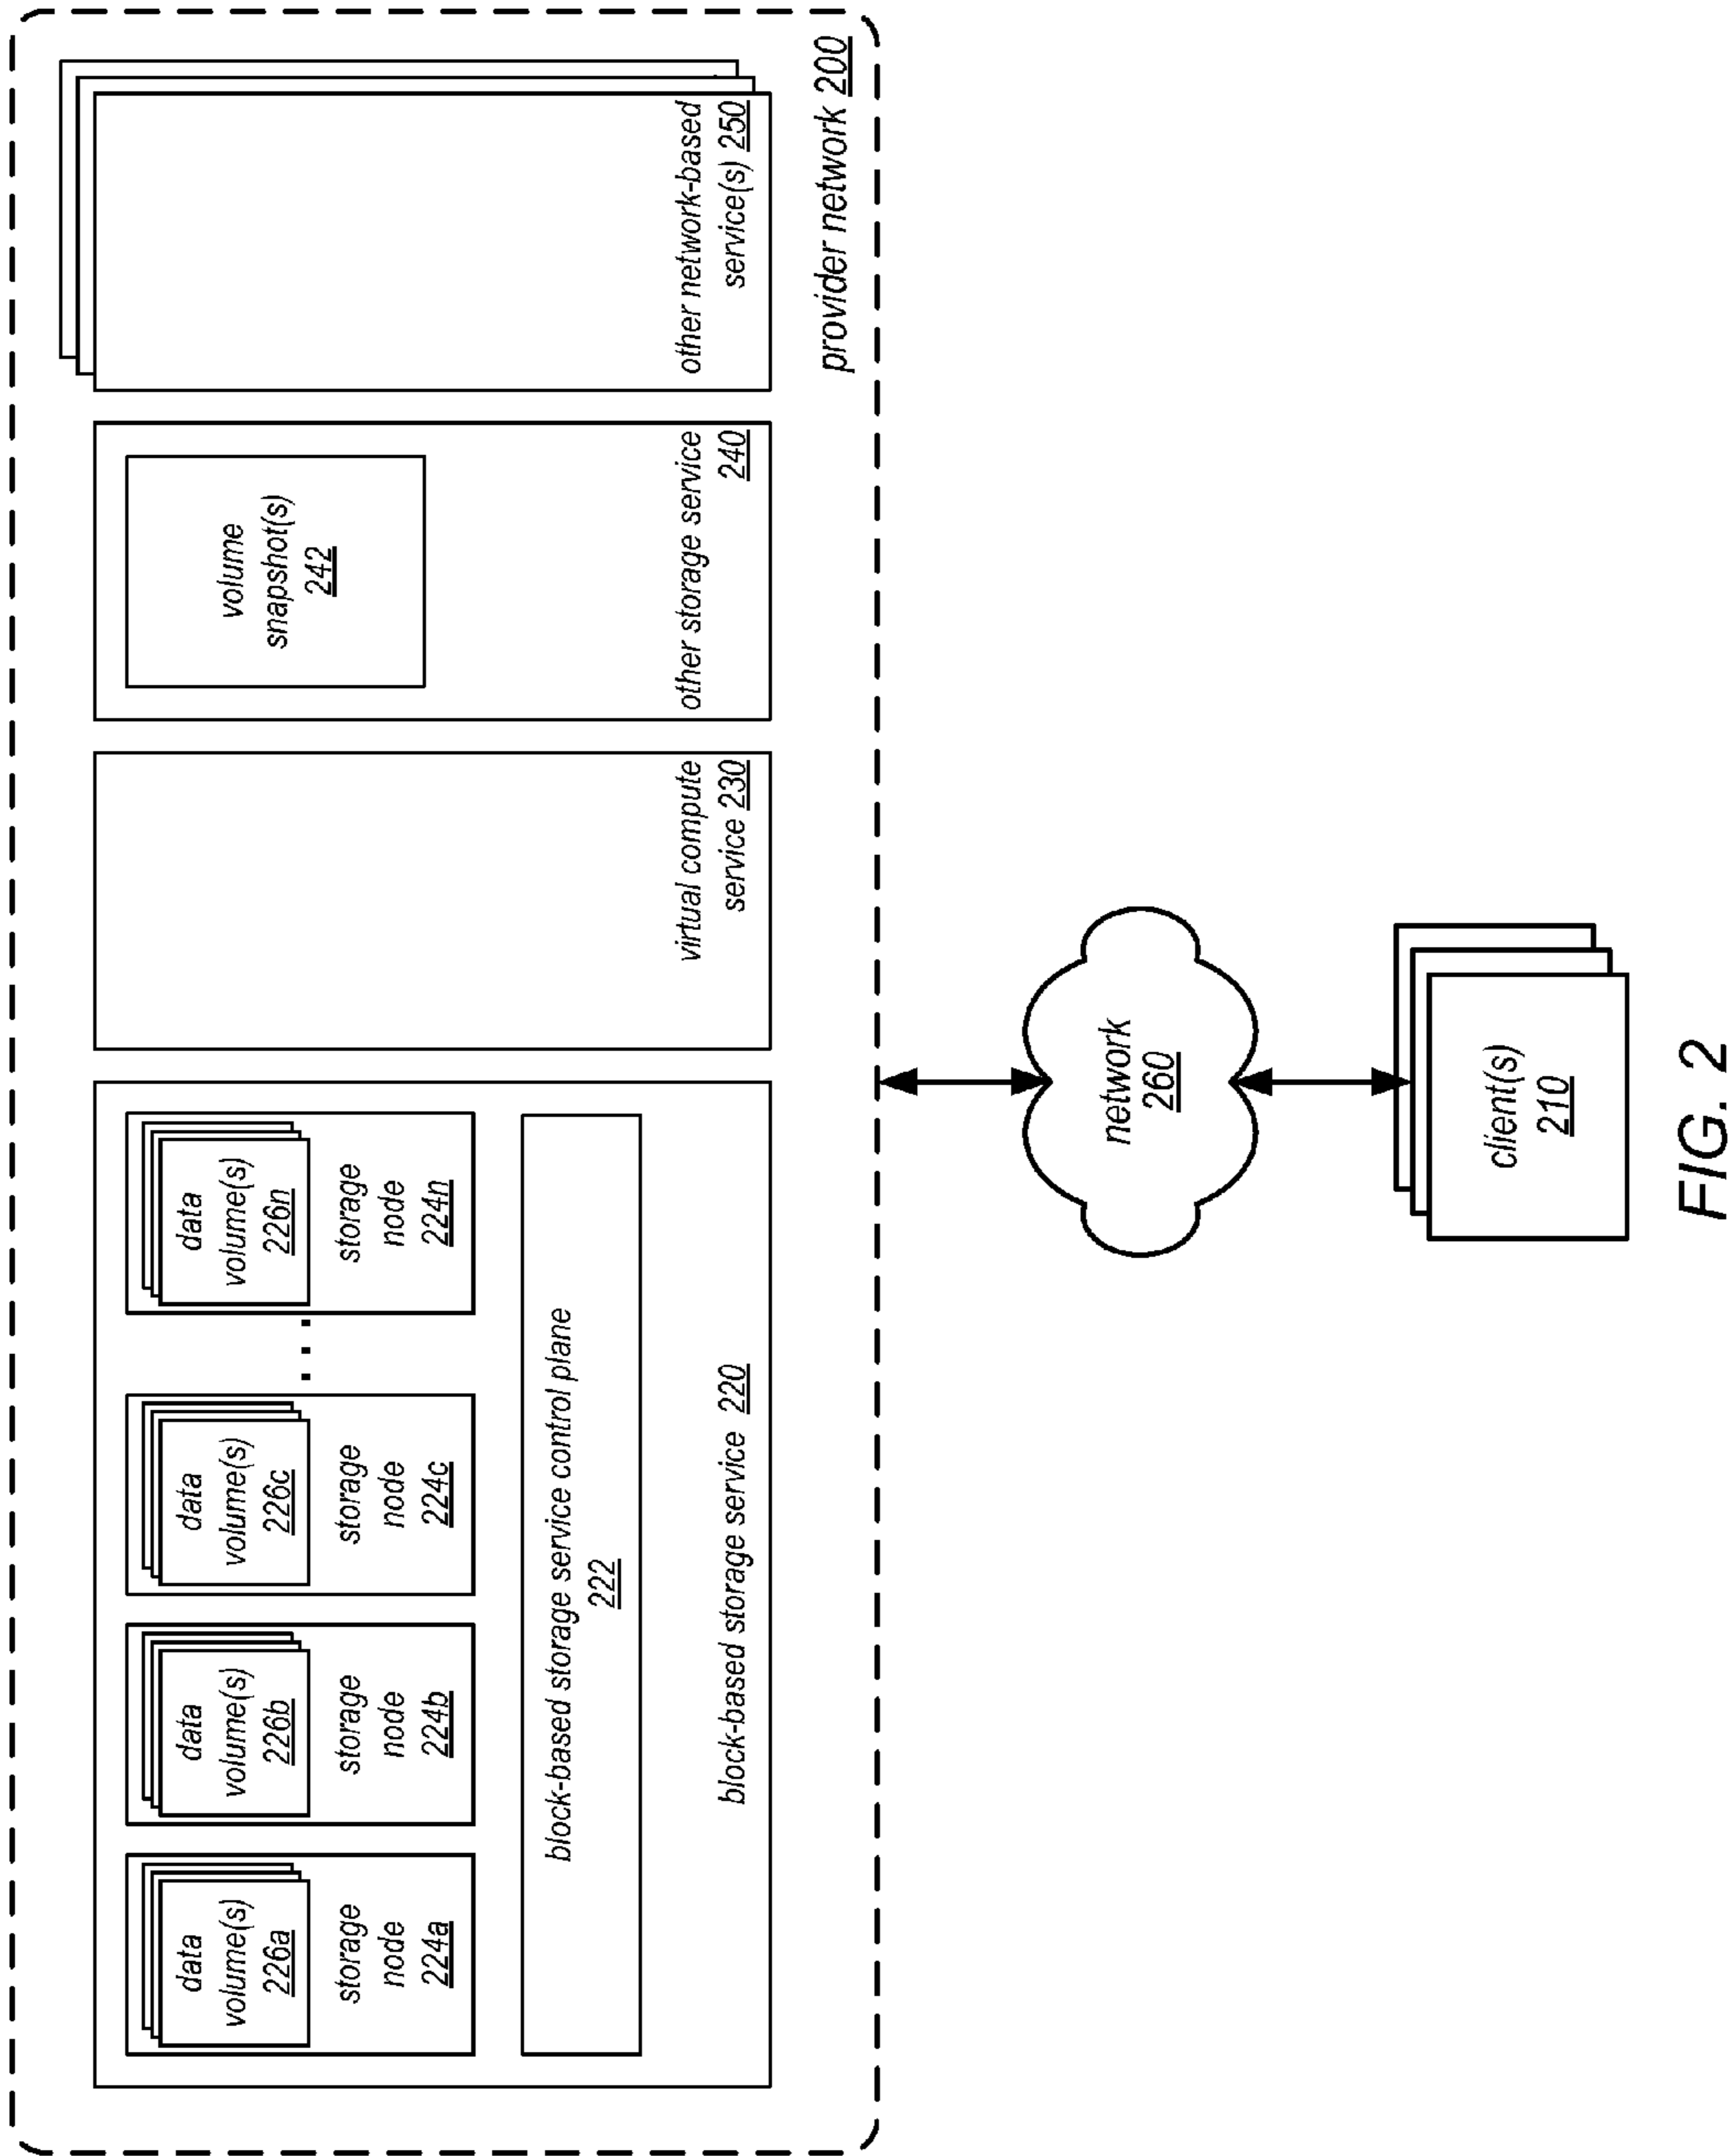 data
volume(s)
226a
storage
node
224a
data
volume(s)
226b
storage
node
224b
data
volume(s)
226c
storage
node
224c
data
volume(s)
226n
storage
node
224n
block-based storage service control plane
222
block-based storage service 220
virtual compute
service 230
volume
snapshot(s)
242
other storage service
240
other network-based
service(s) 250
provider network 200
network
260
client(s)
210
FIG. 2